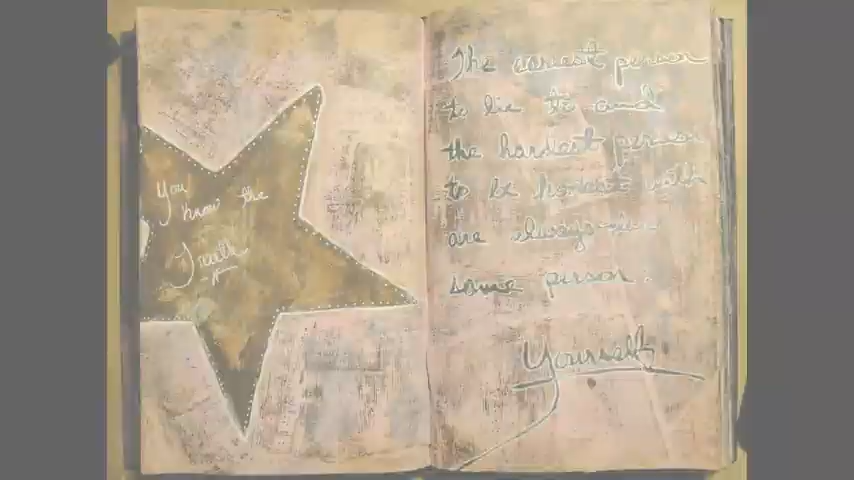 You
know the
Truth
The easiest person
to lie to and
the hardest person
to be honest with
are always the
same person:
Yourself